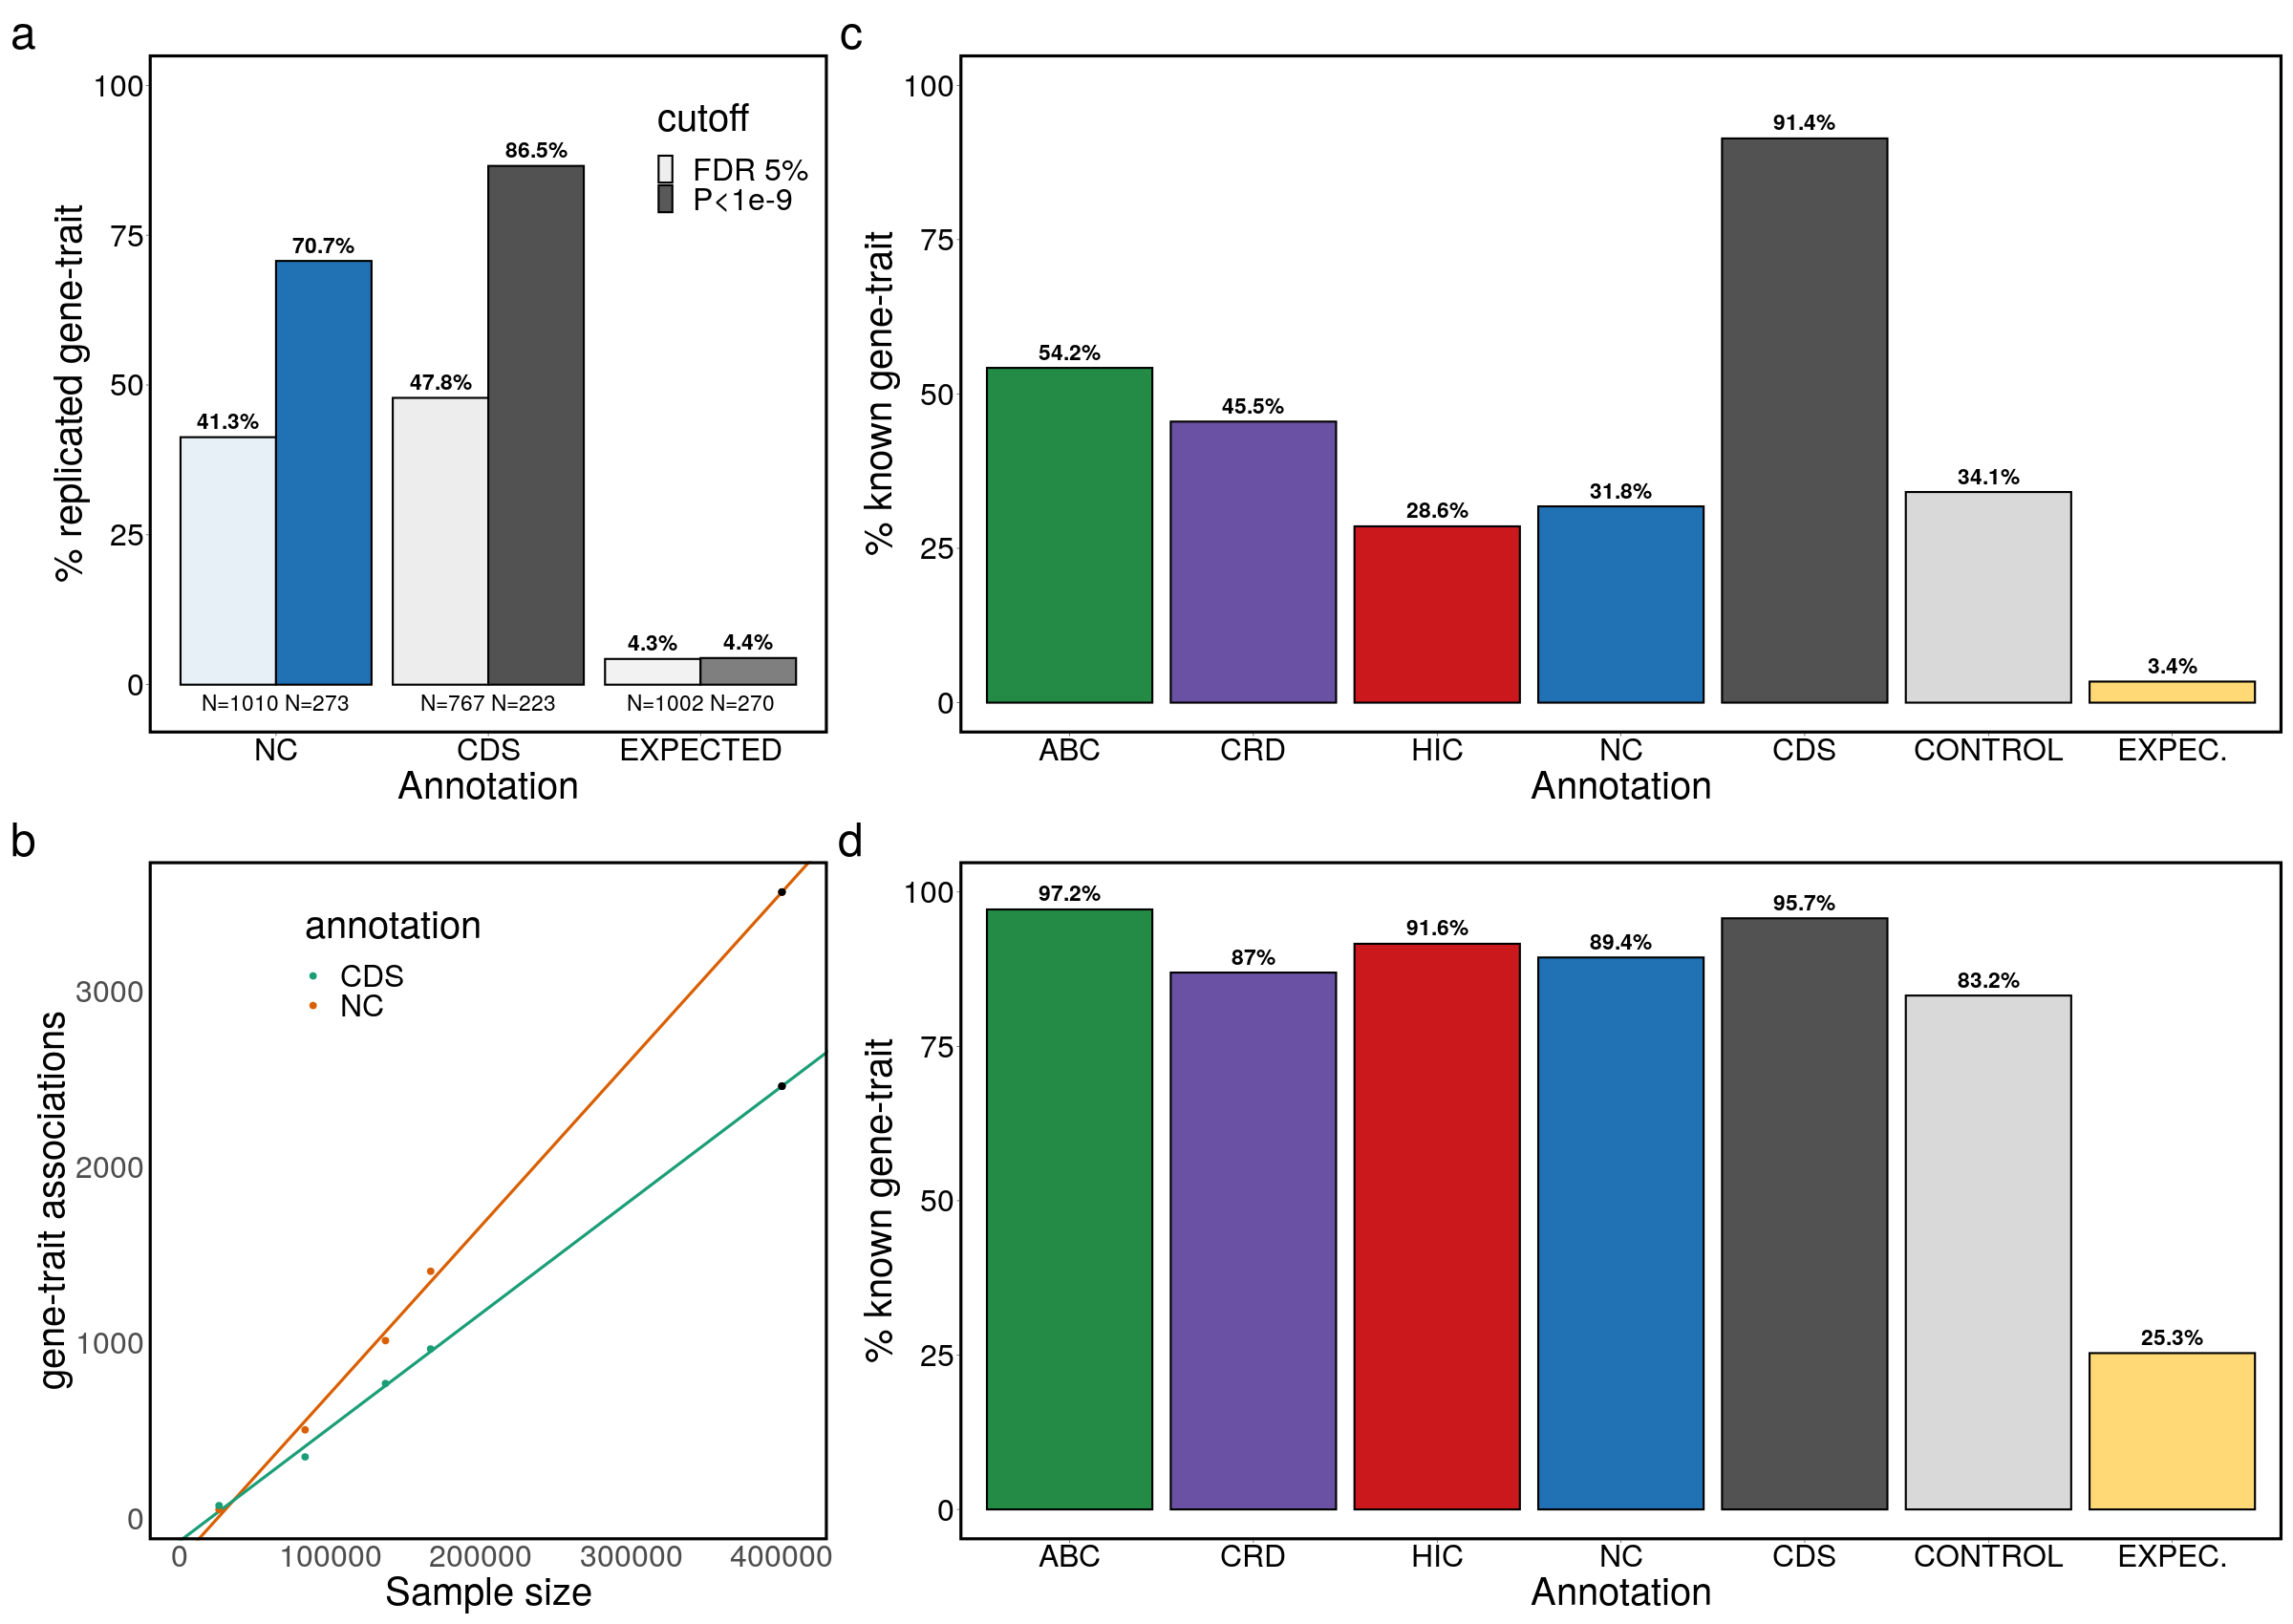 a
100
75
50
25
0
% replicated gene-trait
cutoff
FDR 5%
P<1e-9
41.3%
70.7%
47.8%
86.5%
4.3%
4.4%
N=1010 N=273
N=767 N=223
N=1002 N=270
NC
CDS
EXPECTED
Annotation
c
100
75
50
25
0
% known gene-trait
54.2%
45.5%
28.6%
31.8%
91.4%
34.1%
3.4%
ABC
CRD
HIC
NC
CDS
CONTROL
EXPEC.
Annotation
b
3000
2000
1000
0
gene-trait associations
annotation
CDS
NC
0
100000
200000
300000
400000
Sample size
d
100
75
50
25
0
% known gene-trait
97.2%
87%
91.6%
89.4%
95.7%
83.2%
25.3%
ABC
CRD
HIC
NC
CDS
CONTROL
EXPEC.
Annotation